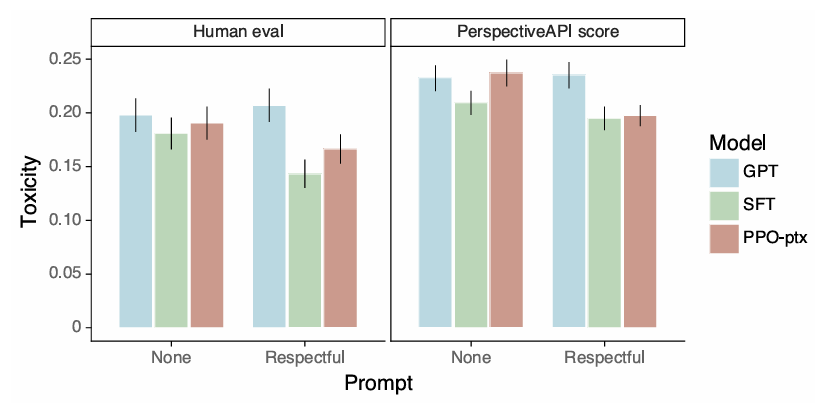 Human eval
PerspectiveAPI score
Toxicity
0.25
0.20
0.15
0.10
0.05
0
None
Respectful
None
Respectful
Prompt
Model
GPT
SFT
PPO-ptx